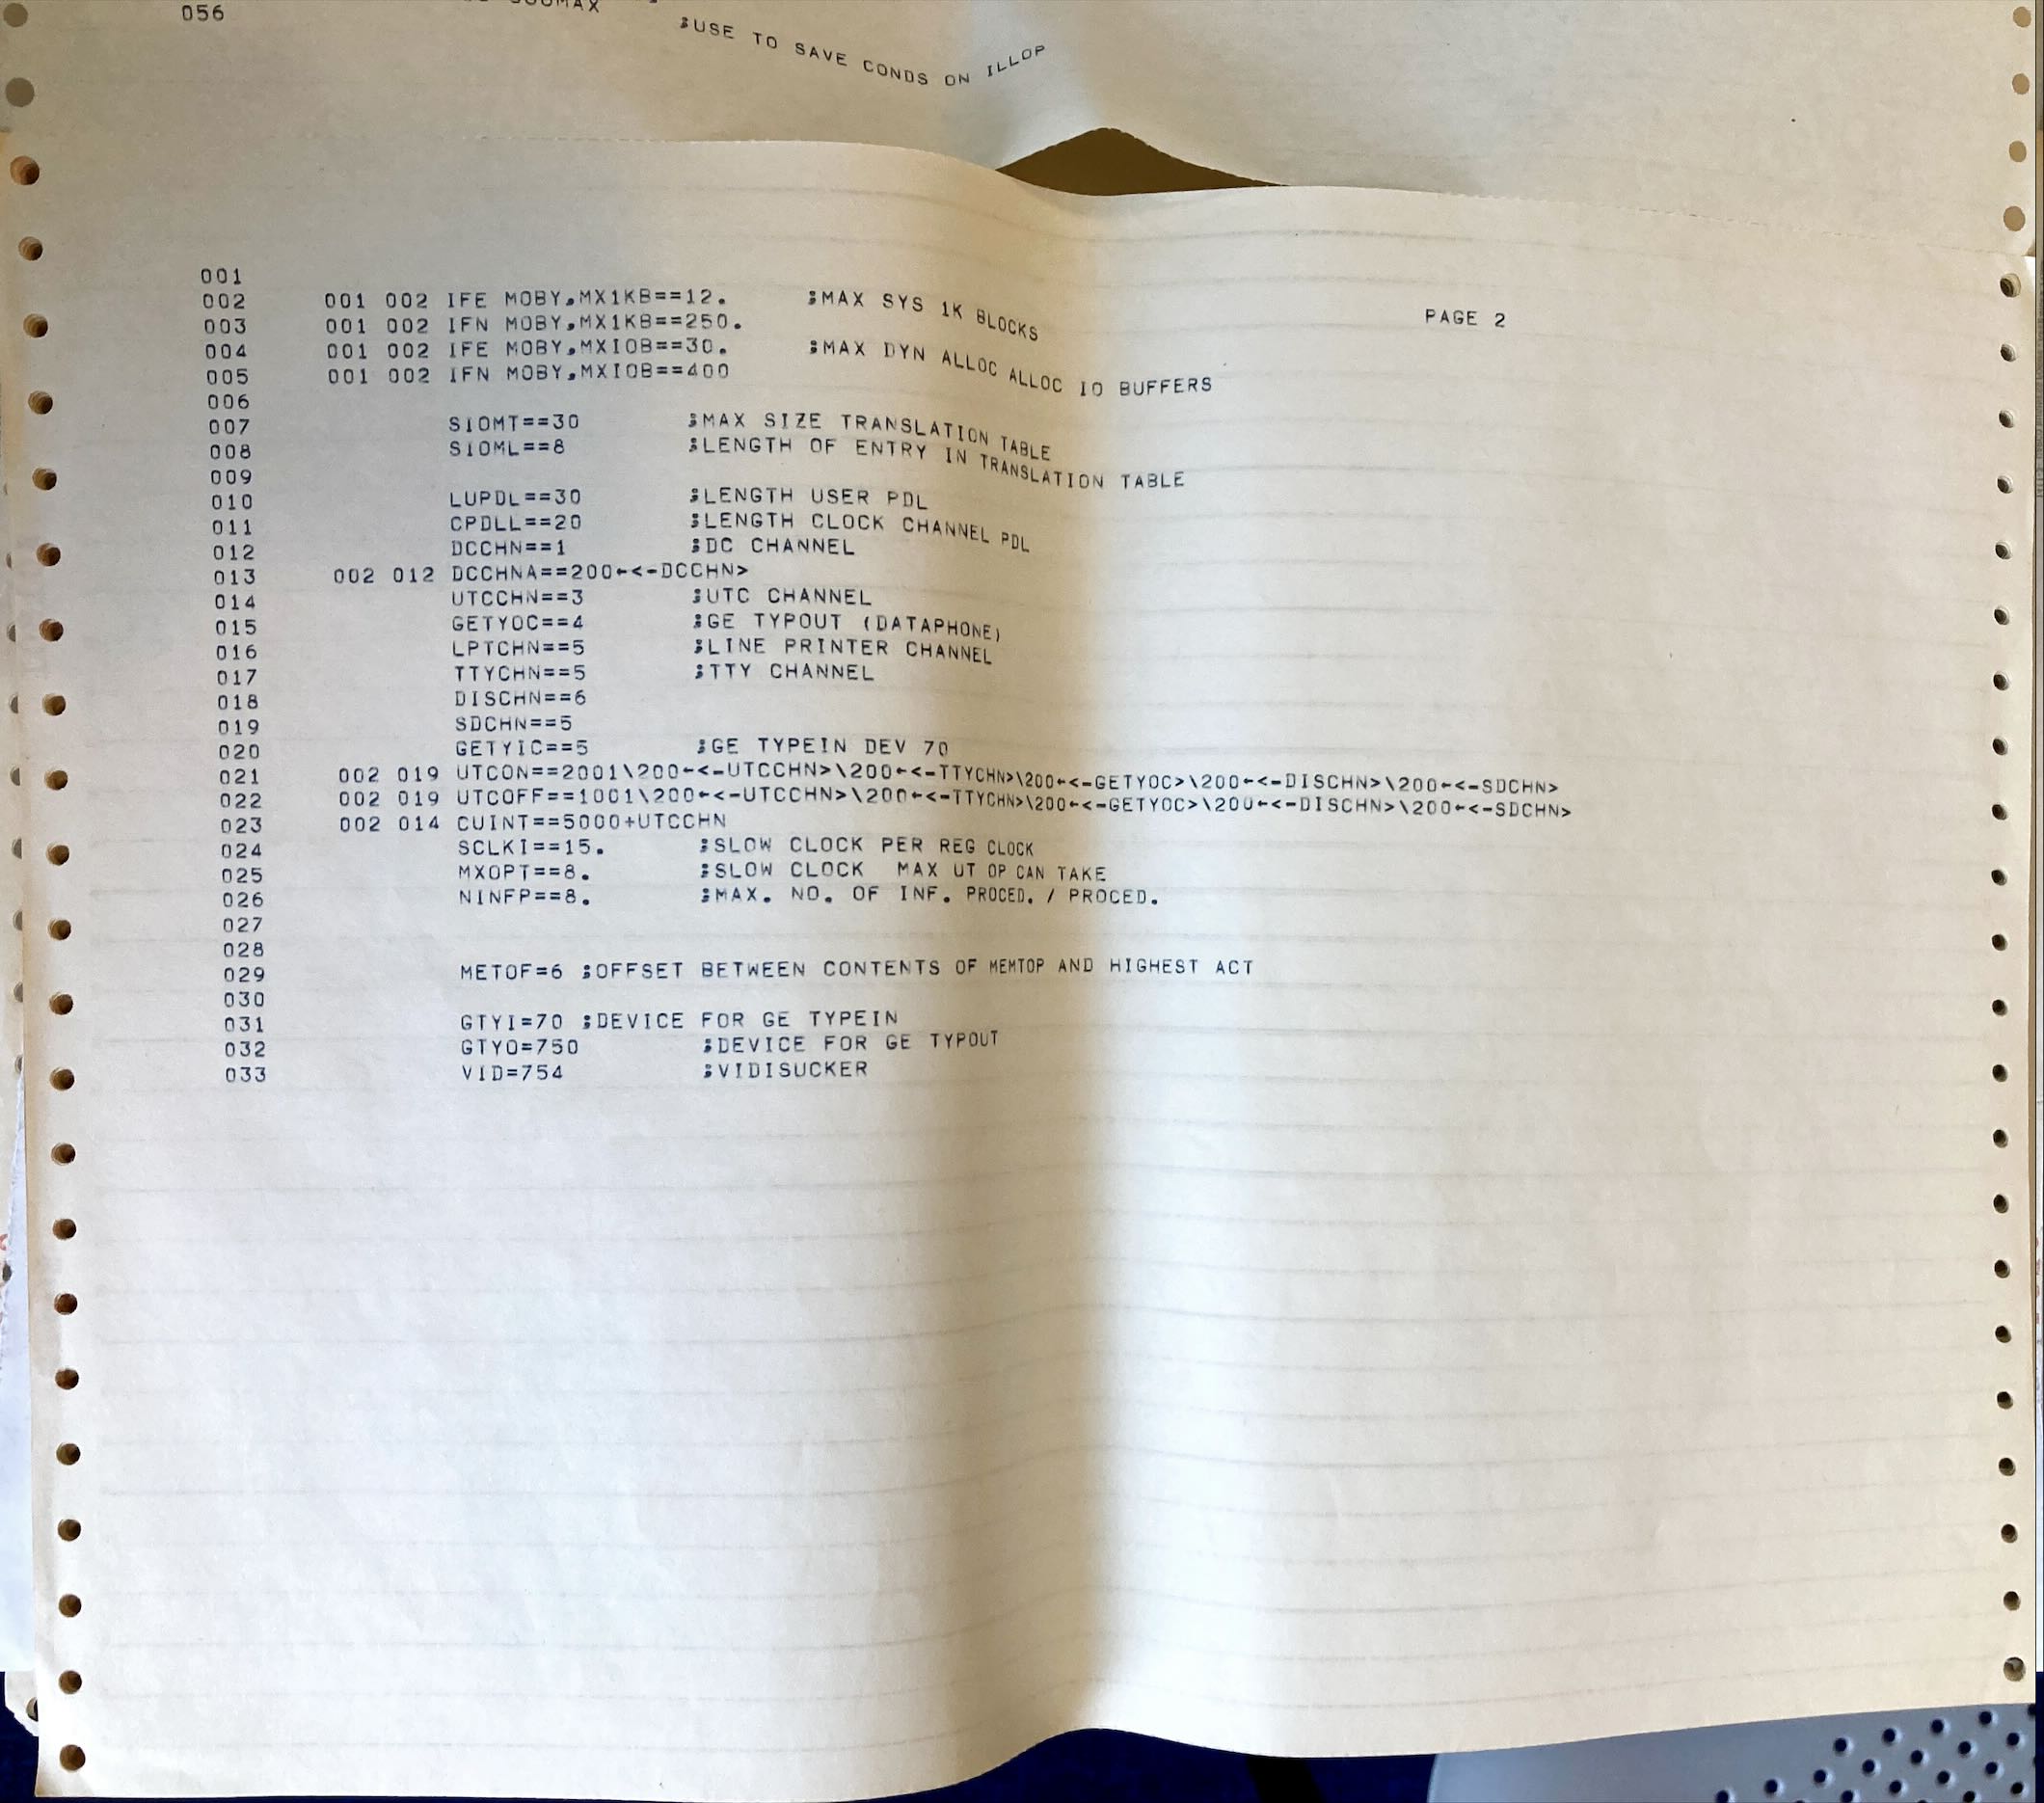 056
;USE TO SAVE CONDS ON ILLOP
PAGE 2
001
002 001 002 IFE MOBY,MX1KB==12. ;MAX SYS 1K BLOCKS
003 001 002 IFN MOBY,MX1KB==250.
004 001 002 IFE MOBY,MXIOB==30. ;MAX DYN ALLOC ALLOC IO BUFFERS
005 001 002 IFN MOBY,MXIOB==400
006
007 SIOMT==30 ;MAX SIZE TRANSLATION TABLE
008 SIOML==8 ;LENGTH OF ENTRY IN TRANSLATION TABLE
009
010 LUPDL==30 ;LENGTH USER PDL
011 CPDLL==20 ;LENGTH CLOCK CHANNEL PDL
012 DCCHN==1 ;DC CHANNEL
013 002 012 DCCHNA==200←<-DCCHN>
014 UTCCHN==3 ;UTC CHANNEL
015 GETYOC==4 ;GE TYPOUT (DATAPHONE)
016 LPTCHN==5 ;LINE PRINTER CHANNEL
017 TTYCHN==5 ;TTY CHANNEL
018 DISCHN==6
019 SDCHN==5
020 GETYIC==5 ;GE TYPEIN DEV 70
021 002 019 UTCON==2001\200←<-UTCCHN>\200←<-TTYCHN>\200←<-GETYOC>\200←<-DISCHN>\200←<-SDCHN>
022 002 019 UTCOFF==1001\200←<-UTCCHN>\200←<-TTYCHN>\200←<-GETYOC>\200←<-DISCHN>\200←<-SDCHN>
023 002 014 CUINT==5000+UTCCHN
024 SCLKI==15. ;SLOW CLOCK PER REG CLOCK
025 MXOPT==8. ;SLOW CLOCK MAX UT OP CAN TAKE
026 NINFP==8. ;MAX. NO. OF INF. PROCED. / PROCED.
027
028
029 METOF=6 ;OFFSET BETWEEN CONTENTS OF MEMTOP AND HIGHEST ACT
030
031 GTYI=70 ;DEVICE FOR GE TYPEIN
032 GTYO=750 ;DEVICE FOR GE TYPOUT
033 VID=754 ;VIDISUCKER